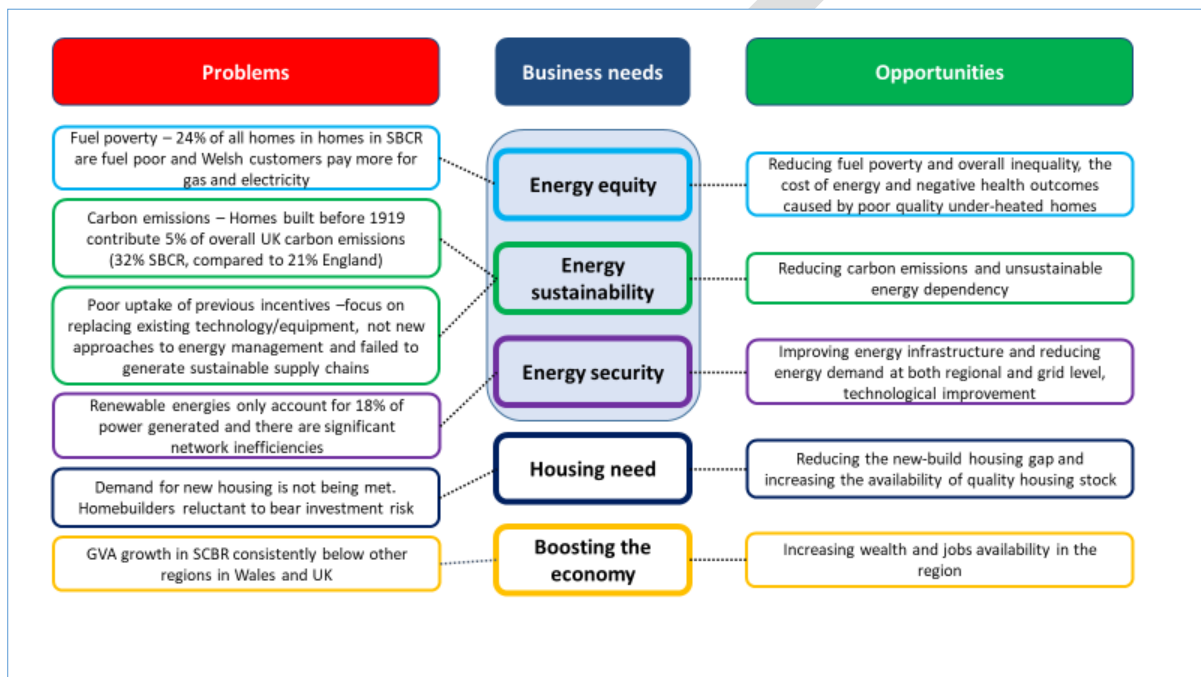 Problems
Business needs
Opportunities
Fuel poverty – 24% of all homes in homes in SBCR
are fuel poor and Welsh customers pay more for
gas and electricity
Energy equity
Reducing fuel poverty and overall inequality, the
cost of energy and negative health outcomes
caused by poor quality under-heated homes
Carbon emissions – Homes built before 1919
contribute 5% of overall UK carbon emissions
(32% SBCR, compared to 21% England)
Energy
sustainability
Reducing carbon emissions and unsustainable
energy dependency
Poor uptake of previous incentives –focus on
replacing existing technology/equipment, not new
approaches to energy management and failed to
generate sustainable supply chains
Renewable energies only account for 18% of
power generated and there are significant
network inefficiencies
Energy security
Improving energy infrastructure and reducing
energy demand at both regional and grid level,
technological improvement
Demand for new housing is not being met.
Homebuilders reluctant to bear investment risk
Housing need
Reducing the new-build housing gap and
increasing the availability of quality housing stock
GVA growth in SCBR consistently below other
regions in Wales and UK
Boosting the
economy
Increasing wealth and jobs availability in the
region